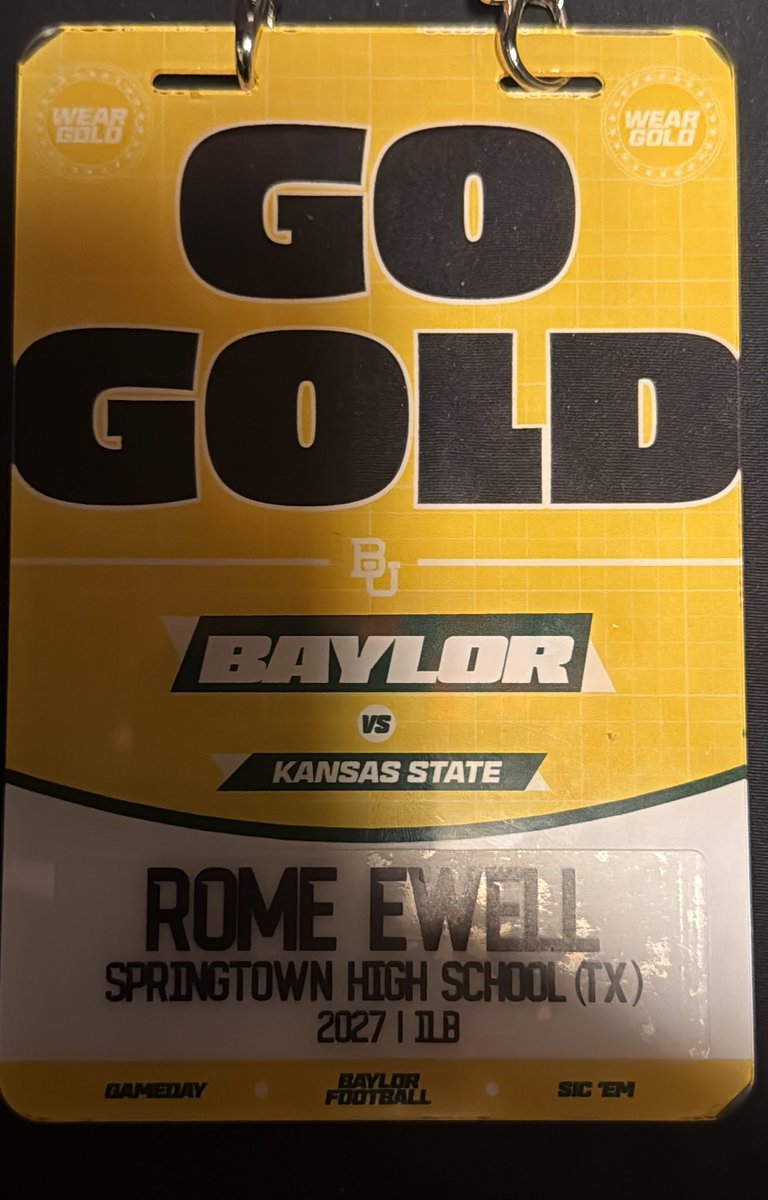 WEAR GOLD
WEAR GOLD
GO
GOLD
BU
BAYLOR
VS
KANSAS STATE
ROME EWELL
SPRINGTOWN HIGH SCHOOL (TX)
2027 | ILB
GAMEDAY • BAYLOR FOOTBALL • SIC 'EM